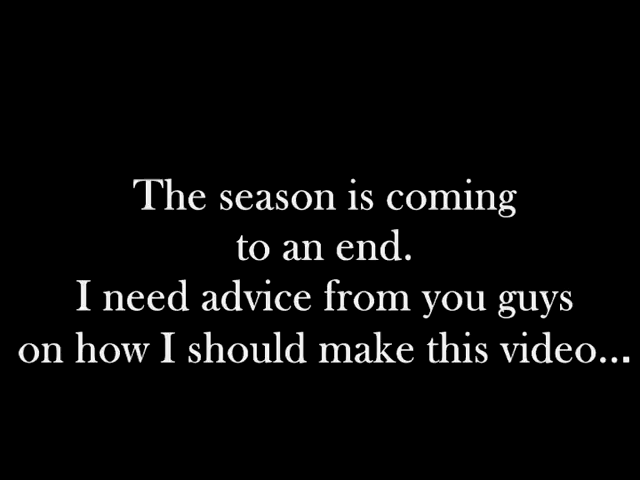 The season is coming
to an end.
I need advice from you guys
on how I should make this video...